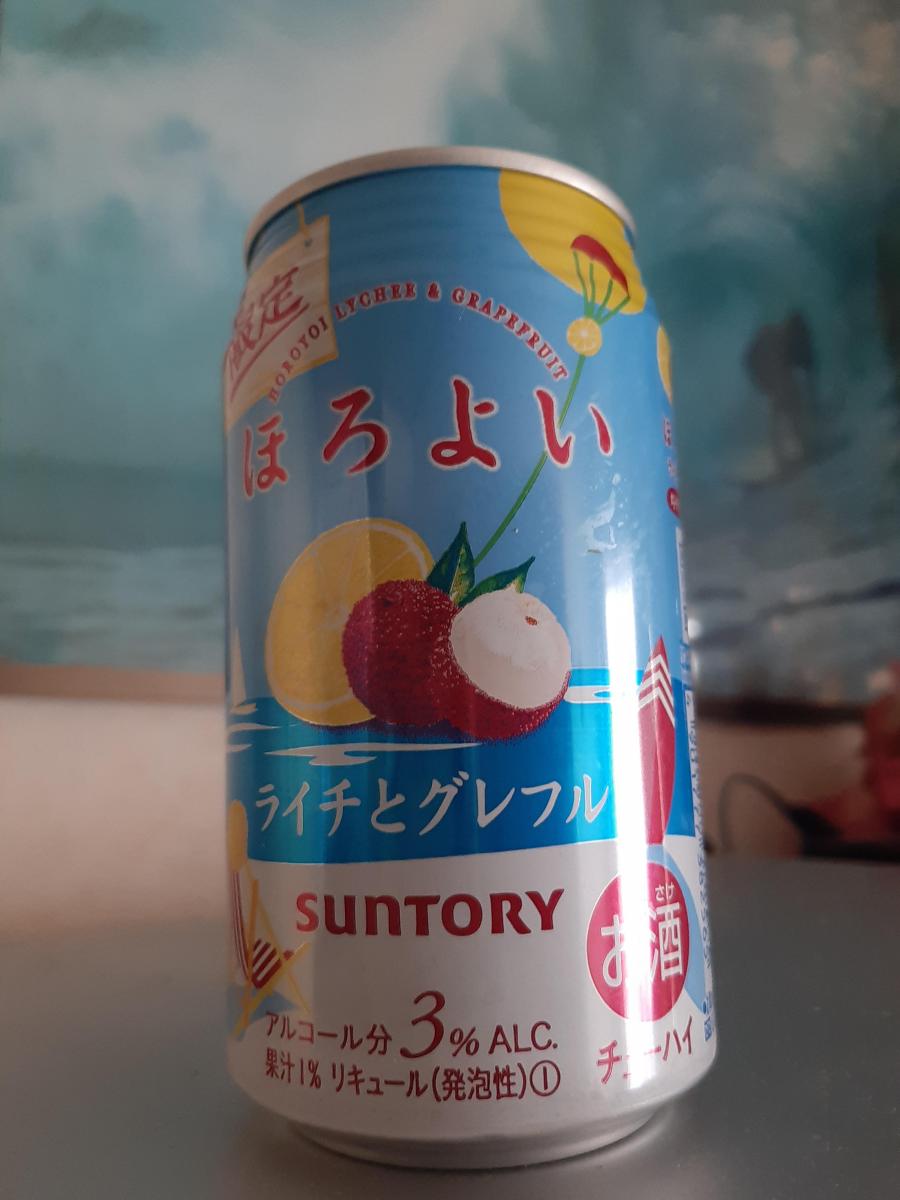 限定
HOROYOI LYCHEE & GRAPEFRUIT
ほろよい
ライチとグレフル
SUNTORY
さけ
お酒
アルコール分 3% ALC.
チューハイ
果汁1% リキュール(発泡性)①